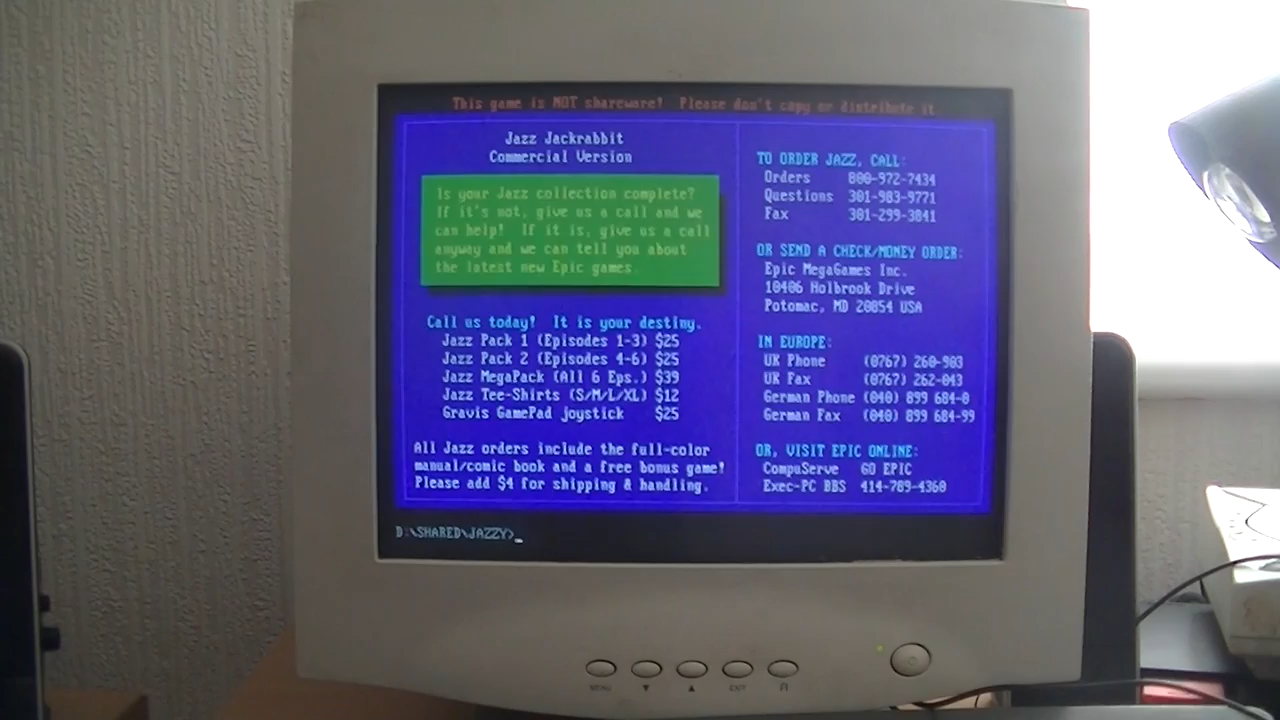 This game is NOT shareware!  Please don't copy or distribute it.
Jazz Jackrabbit
Commercial Version
Is your Jazz collection complete?
If it's not, give us a call and we
can help!  If it is, give us a call
anyway and we can tell you about
the latest new Epic games.
Call us today!  It is your destiny.
Jazz Pack 1 (Episodes 1-3) $25
Jazz Pack 2 (Episodes 4-6) $25
Jazz MegaPack (All 6 Eps.) $39
Jazz Tee-Shirts (S/M/L/XL) $12
Gravis GamePad joystick    $25
All Jazz orders include the full-color
manual/comic book and a free bonus game!
Please add $4 for shipping & handling.
TO ORDER JAZZ, CALL:
Orders     800-972-7434
Questions  301-983-9771
Fax        301-299-3841
OR SEND A CHECK/MONEY ORDER:
Epic MegaGames Inc.
10406 Holbrook Drive
Potomac, MD 20854 USA
IN EUROPE:
UK Phone     (0767) 260-903
UK Fax       (0767) 262-043
German Phone (040) 899 684-0
German Fax   (040) 899 684-99
OR, VISIT EPIC ONLINE:
CompuServe   GO EPIC
Exec-PC BBS  414-789-4360
D:\SHARED\JAZZY>_
MENU ▼ ▲ EXIT